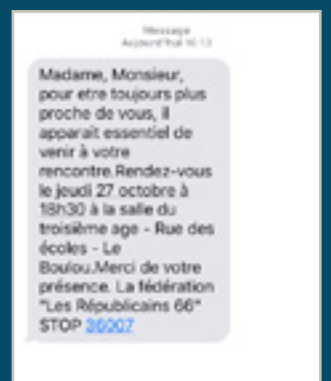 Message
Aujourd'hui 16:13
Madame, Monsieur,
pour etre toujours plus
proche de vous, il
apparait essentiel de
venir à votre
rencontre.Rendez-vous
le jeudi 27 octobre à
18h30 à la salle du
troisième age - Rue des
écoles - Le
Boulou.Merci de votre
présence. La fédération
"Les Républicains 66"
STOP 36007